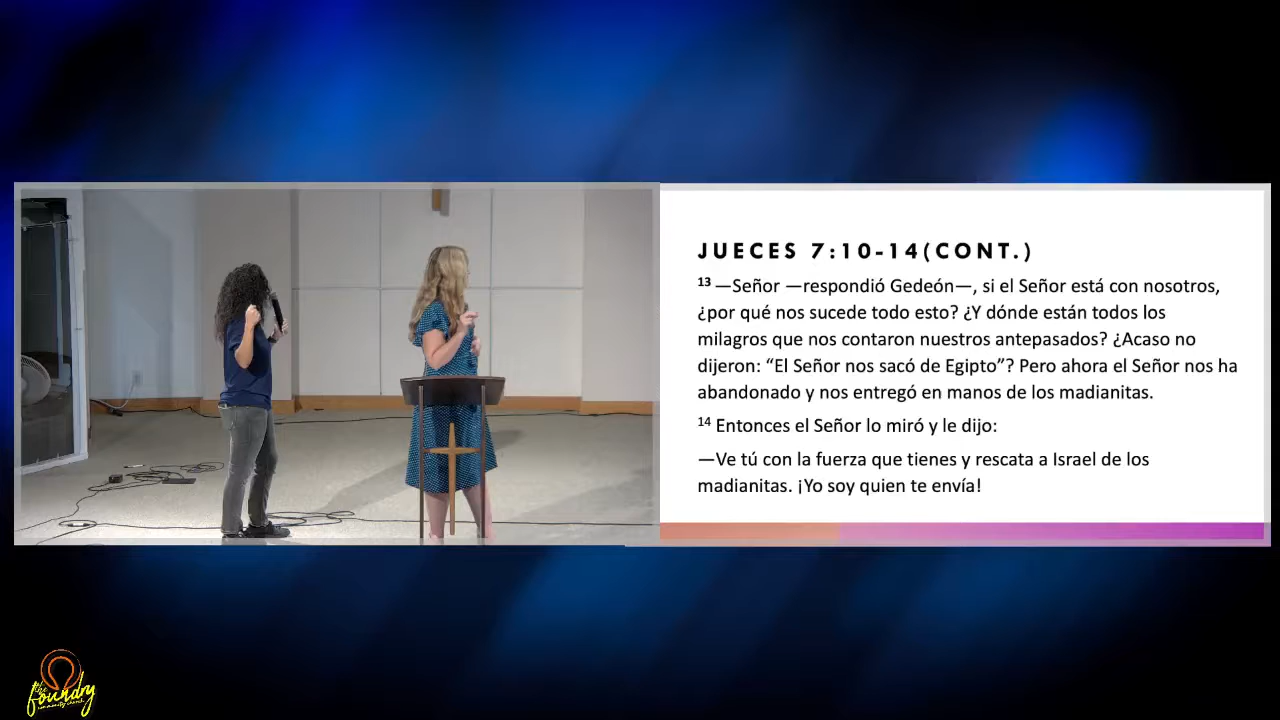 JUECES 7:10-14(CONT.)
13 —Señor —respondió Gedeón—, si el Señor está con nosotros,
¿por qué nos sucede todo esto? ¿Y dónde están todos los
milagros que nos contaron nuestros antepasados? ¿Acaso no
dijeron: “El Señor nos sacó de Egipto”? Pero ahora el Señor nos ha
abandonado y nos entregó en manos de los madianitas.
14 Entonces el Señor lo miró y le dijo:
—Ve tú con la fuerza que tienes y rescata a Israel de los
madianitas. ¡Yo soy quien te envía!
the
foundry
community church